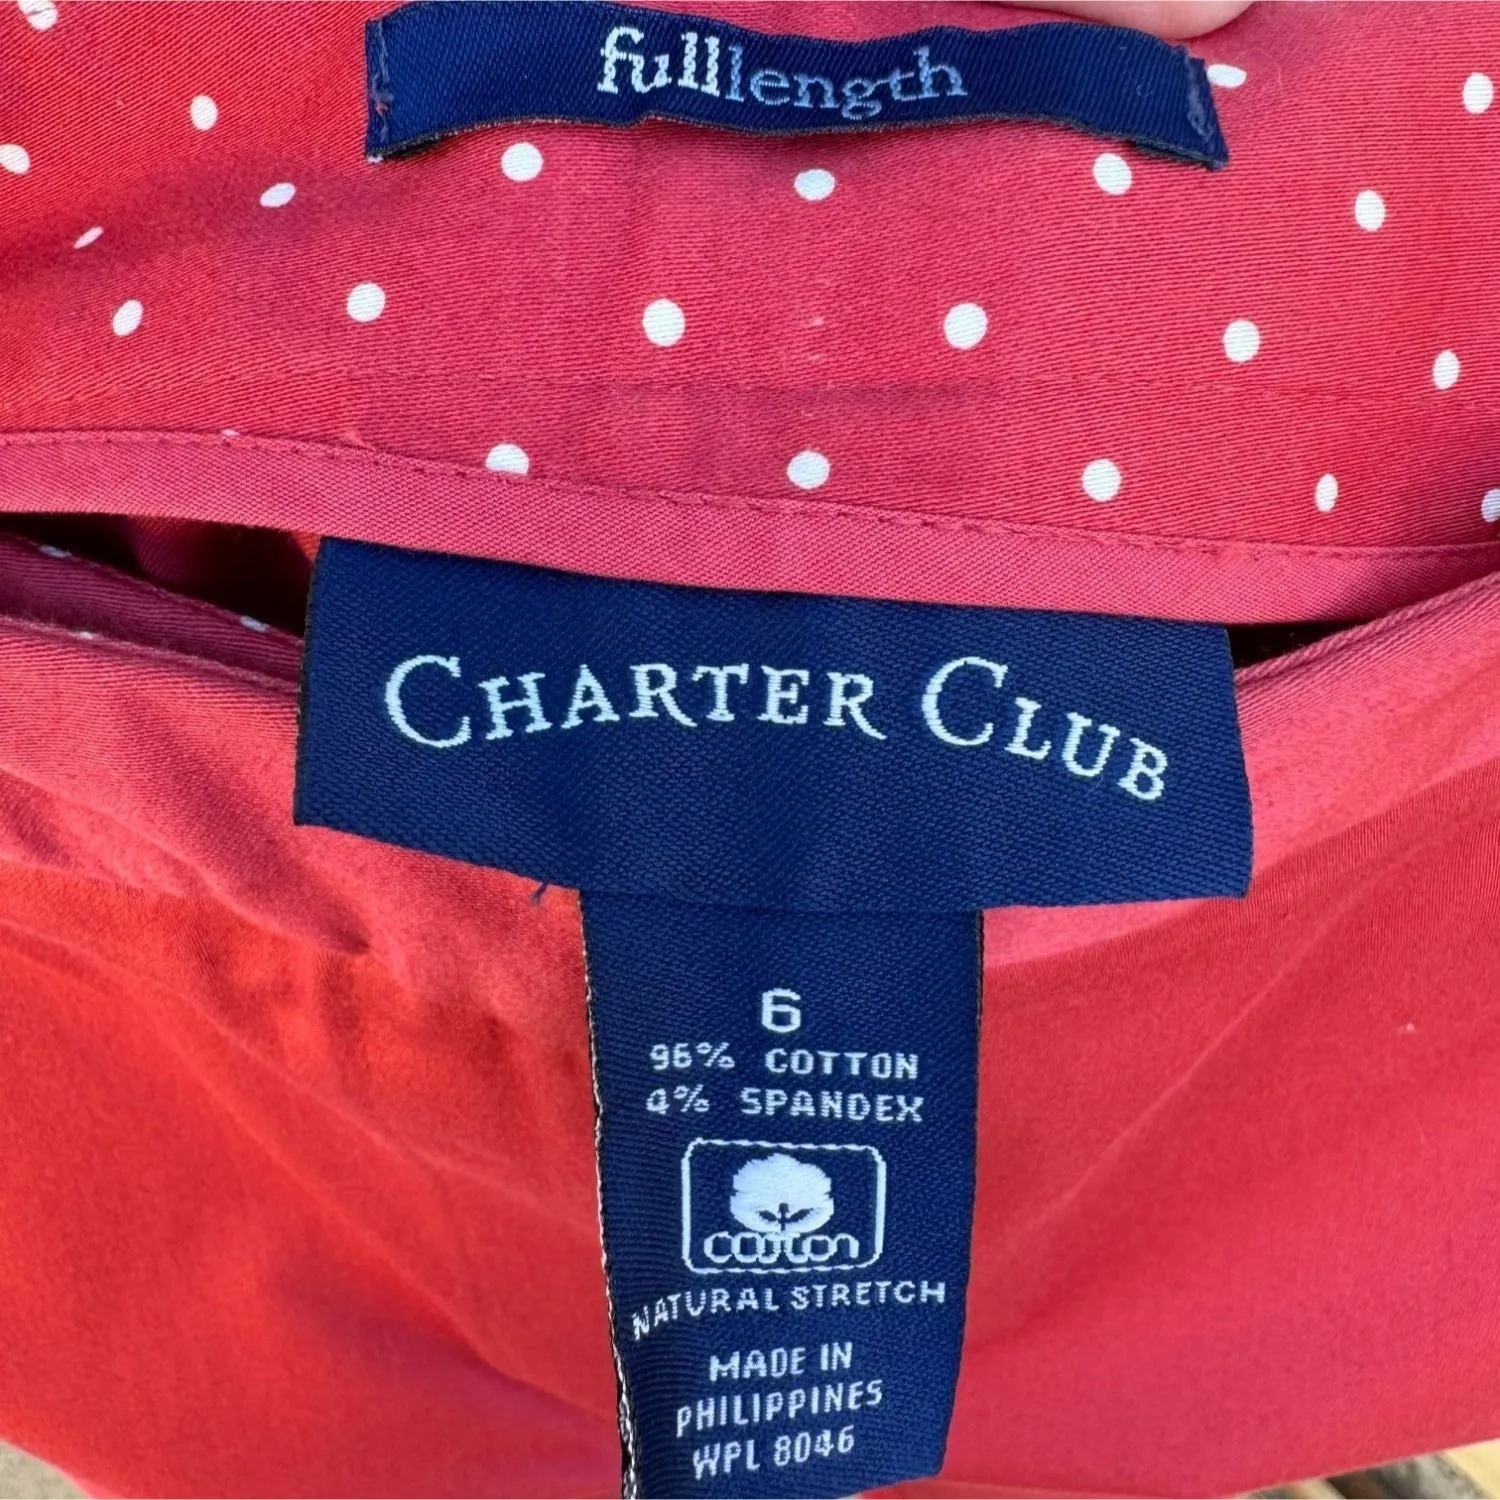 fulllength
CHARTER CLUB
6
96% COTTON
4% SPANDEX
cotton
NATURAL STRETCH
MADE IN
PHILIPPINES
WPL 8046